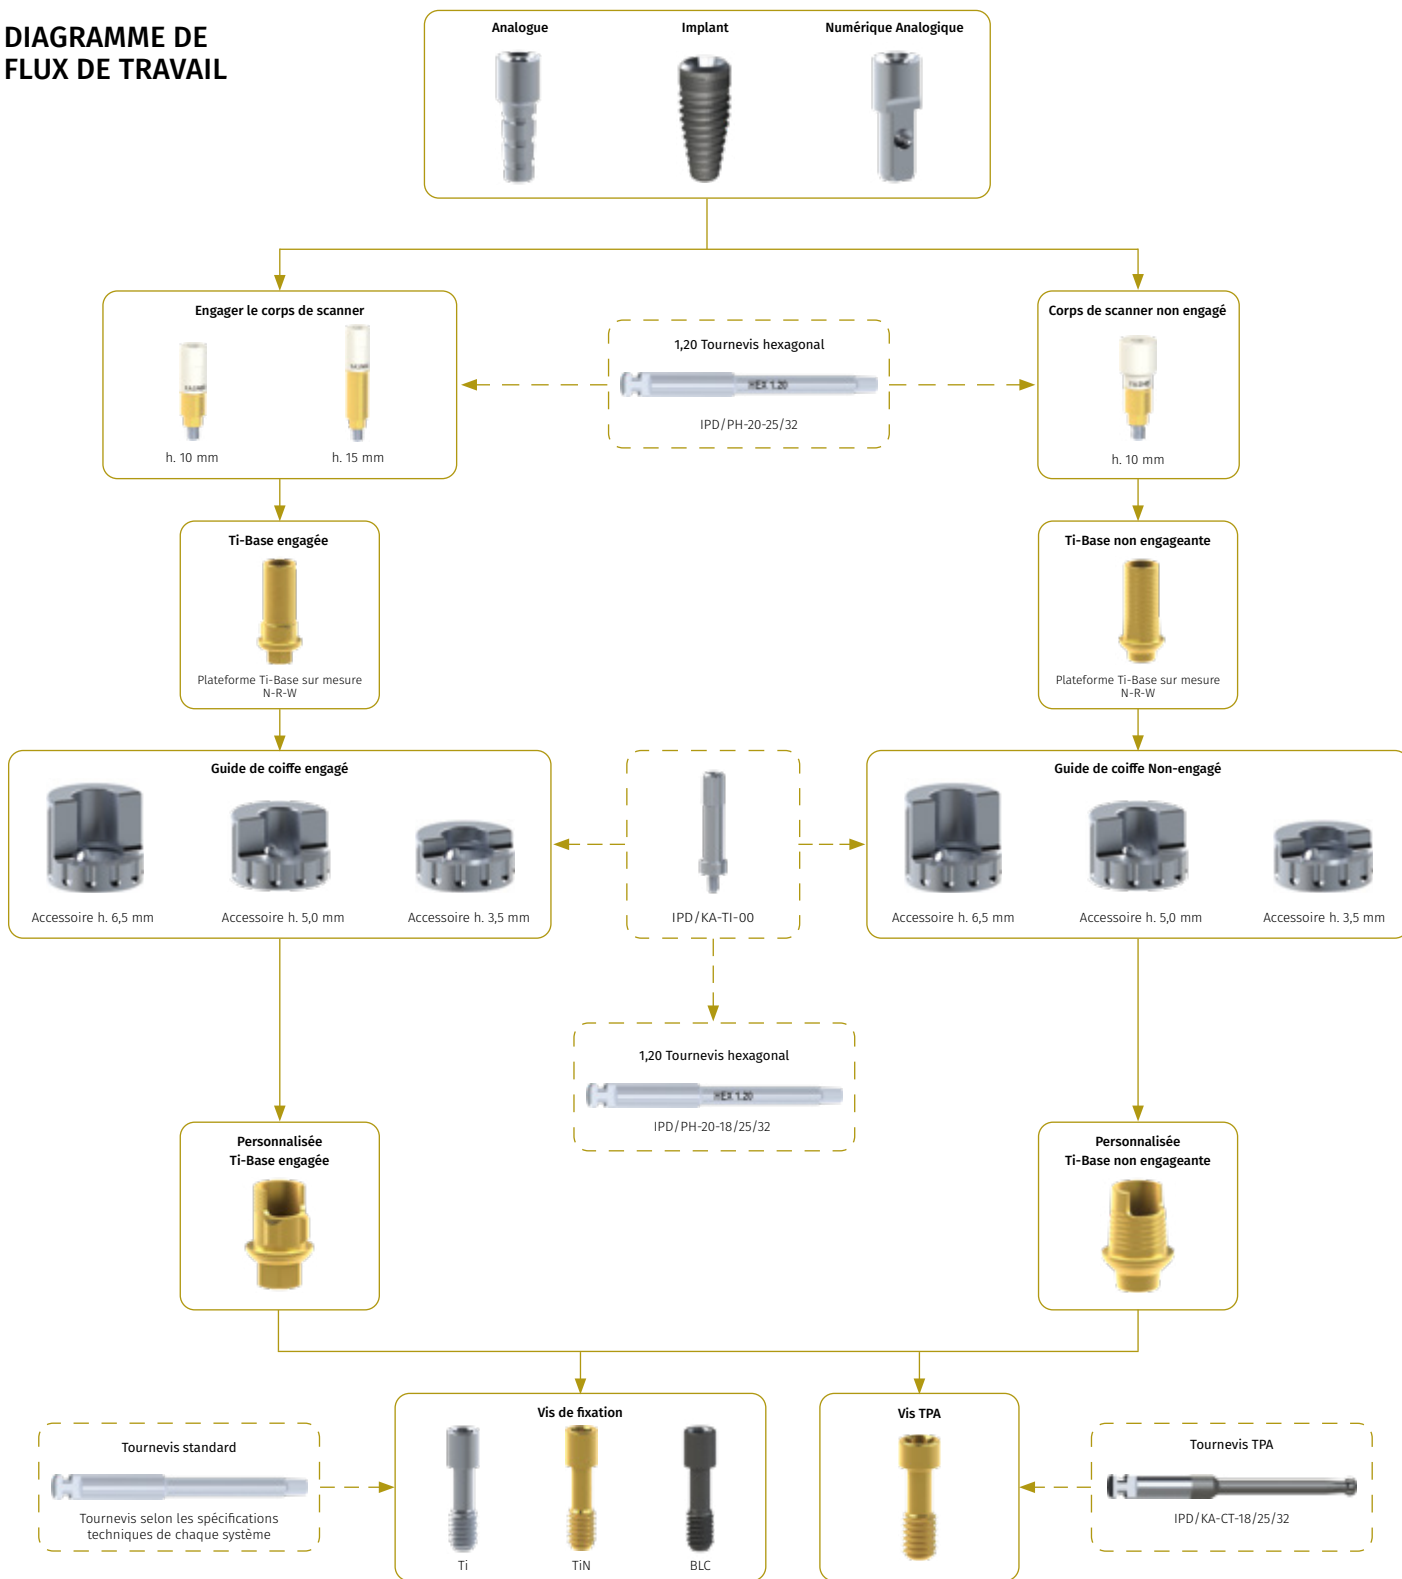 DIAGRAMME DE
FLUX DE TRAVAIL
Analogue
Implant
Numérique Analogique
Engager le corps de scanner
h. 10 mm
h. 15 mm
1,20 Tournevis hexagonal
HEX 1.20
IPD/PH-20-25/32
Corps de scanner non engagé
h. 10 mm
Ti-Base engagée
Plateforme Ti-Base sur mesure
N-R-W
Ti-Base non engageante
Plateforme Ti-Base sur mesure
N-R-W
Guide de coiffe engagé
Accessoire h. 6,5 mm
Accessoire h. 5,0 mm
Accessoire h. 3,5 mm
IPD/KA-TI-00
Guide de coiffe Non-engagé
Accessoire h. 6,5 mm
Accessoire h. 5,0 mm
Accessoire h. 3,5 mm
1,20 Tournevis hexagonal
HEX 1.20
IPD/PH-20-18/25/32
Personnalisée
Ti-Base engagée
Personnalisée
Ti-Base non engageante
Tournevis standard
Tournevis selon les spécifications
techniques de chaque système
Vis de fixation
Ti
TiN
BLC
Vis TPA
Tournevis TPA
IPD/KA-CT-18/25/32